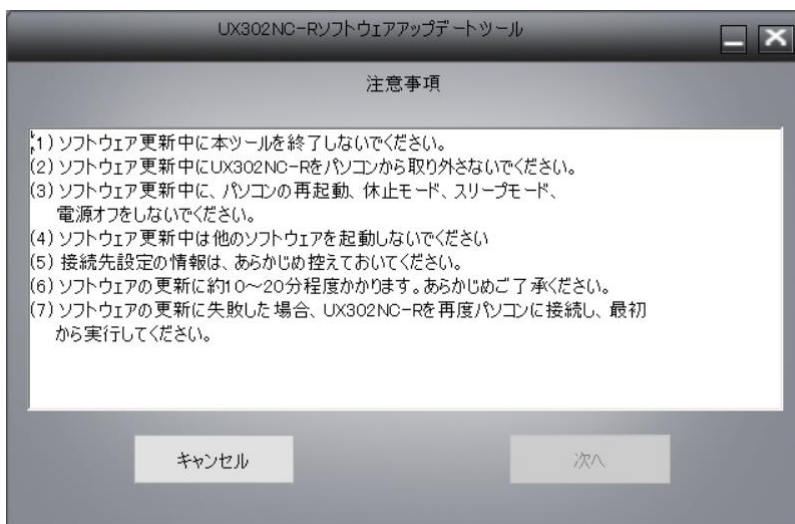 UX302NC-Rソフトウェアアップデートツール
注意事項
(1) ソフトウェア更新中に本ツールを終了しないでください。
(2) ソフトウェア更新中にUX302NC-Rをパソコンから取り外さないでください。
(3) ソフトウェア更新中に、パソコンの再起動、休止モード、スリープモード、
電源オフをしないでください。
(4) ソフトウェア更新中は他のソフトウェアを起動しないでください
(5) 接続先設定の情報は、あらかじめ控えておいてください。
(6) ソフトウェアの更新に約10～20分程度かかります。あらかじめご了承ください。
(7) ソフトウェアの更新に失敗した場合、UX302NC-Rを再度パソコンに接続し、最初
から実行してください。
キャンセル
次へ